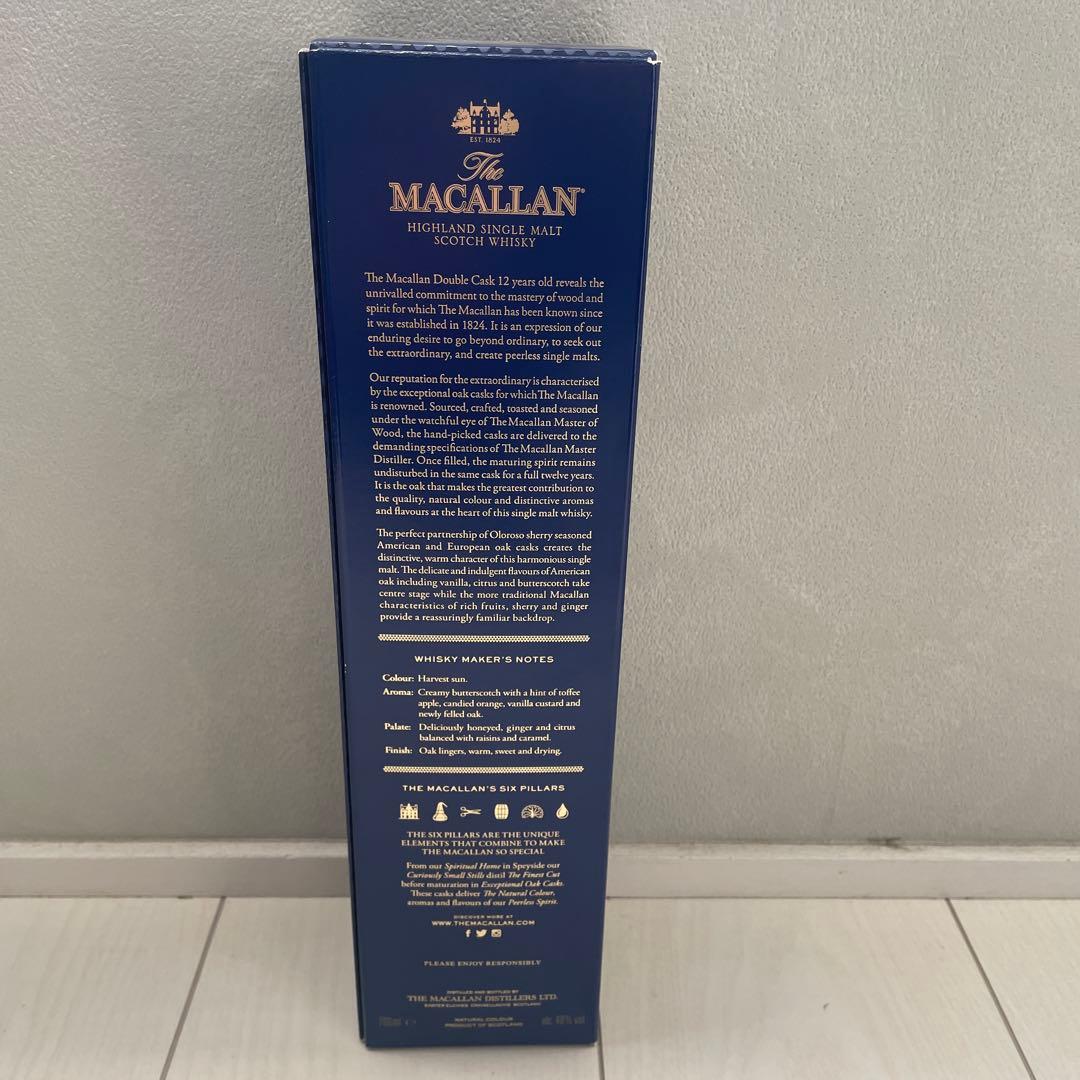 EST. 1824
The
MACALLAN®
HIGHLAND SINGLE MALT
SCOTCH WHISKY
The Macallan Double Cask 12 years old reveals the
unrivalled commitment to the mastery of wood and
spirit for which The Macallan has been known since
it was established in 1824. It is an expression of our
enduring desire to go beyond ordinary, to seek out
the extraordinary, and create peerless single malts.
Our reputation for the extraordinary is characterised
by the exceptional oak casks for which The Macallan
is renowned. Sourced, crafted, toasted and seasoned
under the watchful eye of The Macallan Master of
Wood, the hand-picked casks are delivered to the
demanding specifications of The Macallan Master
Distiller. Once filled, the maturing spirit remains
undisturbed in the same cask for a full twelve years.
It is the oak that makes the greatest contribution to
the quality, natural colour and distinctive aromas
and flavours at the heart of this single malt whisky.
The perfect partnership of Oloroso sherry seasoned
American and European oak casks creates the
distinctive, warm character of this harmonious single
malt. The delicate and indulgent flavours of American
oak including vanilla, citrus and butterscotch take
centre stage while the more traditional Macallan
characteristics of rich fruits, sherry and ginger
provide a reassuringly familiar backdrop.
WHISKY MAKER'S NOTES
Colour: Harvest sun.
Aroma: Creamy butterscotch with a hint of toffee
apple, candied orange, vanilla custard and
newly felled oak.
Palate: Deliciously honeyed, ginger and citrus
balanced with raisins and caramel.
Finish: Oak lingers, warm, sweet and drying.
THE MACALLAN'S SIX PILLARS
THE SIX PILLARS ARE THE UNIQUE
ELEMENTS THAT COMBINE TO MAKE
THE MACALLAN SO SPECIAL
From our Spiritual Home in Speyside our
Curiously Small Stills distil The Finest Cut
before maturation in Exceptional Oak Casks.
These casks deliver The Natural Colour,
aromas and flavours of our Peerless Spirit.
DISCOVER MORE AT
WWW.THEMACALLAN.COM
PLEASE ENJOY RESPONSIBLY
DISTILLED AND BOTTLED BY
THE MACALLAN DISTILLERS LTD.
EASTER ELCHIES CRAIGELLACHIE SCOTLAND
NATURAL COLOUR
700ml e PRODUCT OF SCOTLAND alc 40% vol